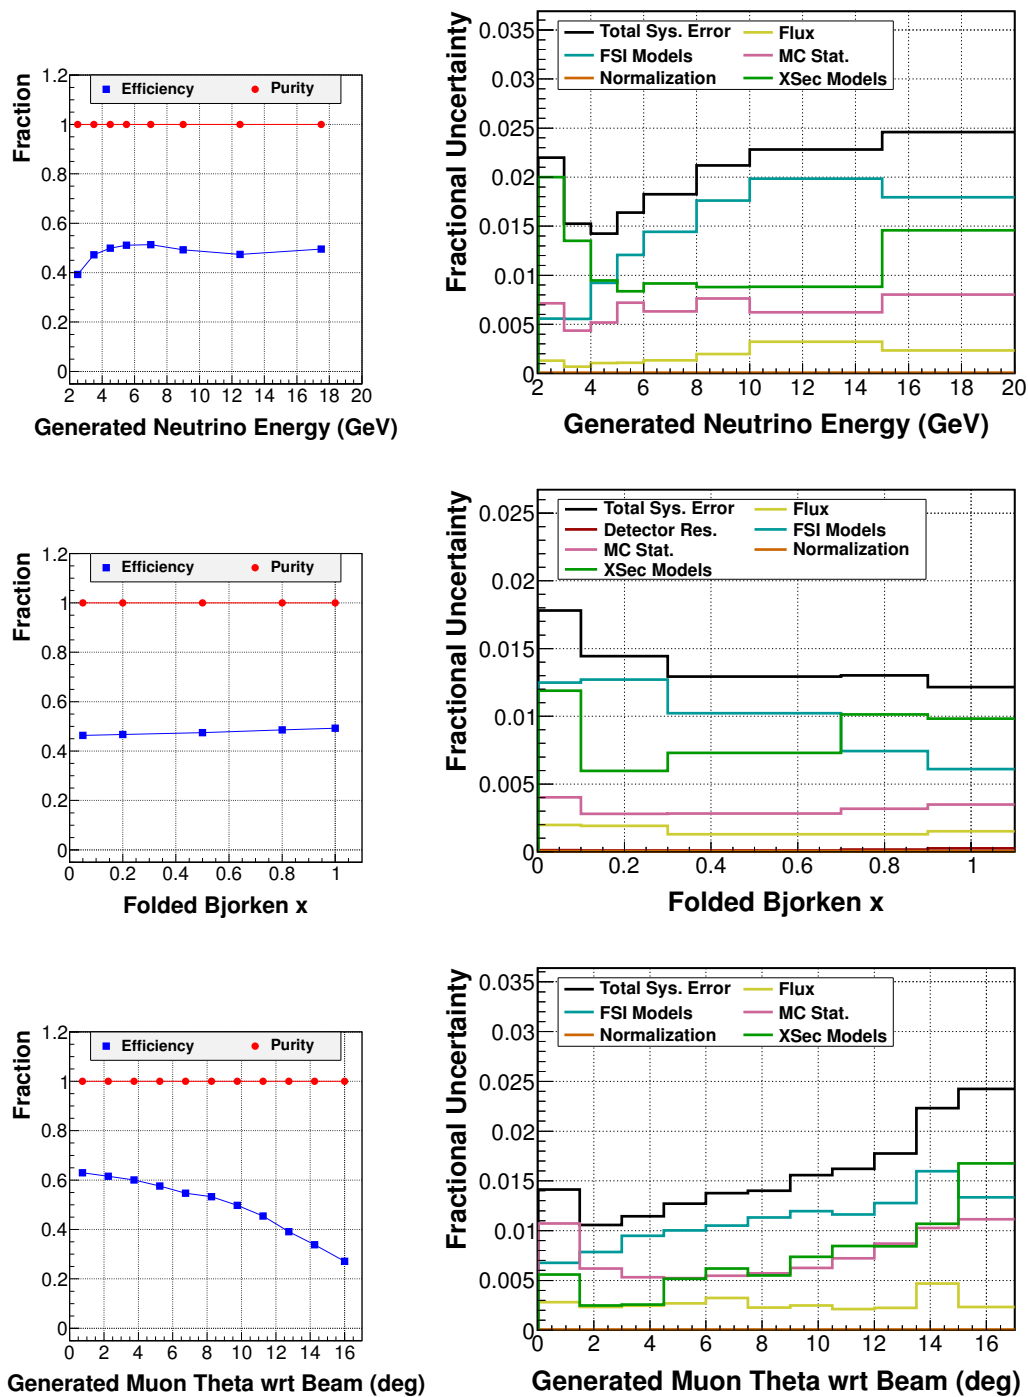 Fraction
1.2
1
0.8
0.6
0.4
0.2
0
Efficiency Purity
2 4 6 8 10 12 14 16 18 20
Generated Neutrino Energy (GeV)
Fractional Uncertainty
0.035
0.03
0.025
0.02
0.015
0.01
0.005
0
Total Sys. Error Flux
FSI Models MC Stat.
Normalization XSec Models
2 4 6 8 10 12 14 16 18 20
Generated Neutrino Energy (GeV)
Fraction
1.2
1
0.8
0.6
0.4
0.2
0
Efficiency Purity
0 0.2 0.4 0.6 0.8 1
Folded Bjorken x
Fractional Uncertainty
0.025
0.02
0.015
0.01
0.005
0
Total Sys. Error Flux
Detector Res. FSI Models
MC Stat. Normalization
XSec Models
0 0.2 0.4 0.6 0.8 1
Folded Bjorken x
Fraction
1.2
1
0.8
0.6
0.4
0.2
0
Efficiency Purity
0 2 4 6 8 10 12 14 16
Generated Muon Theta wrt Beam (deg)
Fractional Uncertainty
0.035
0.03
0.025
0.02
0.015
0.01
0.005
0
Total Sys. Error Flux
FSI Models MC Stat.
Normalization XSec Models
0 2 4 6 8 10 12 14 16
Generated Muon Theta wrt Beam (deg)